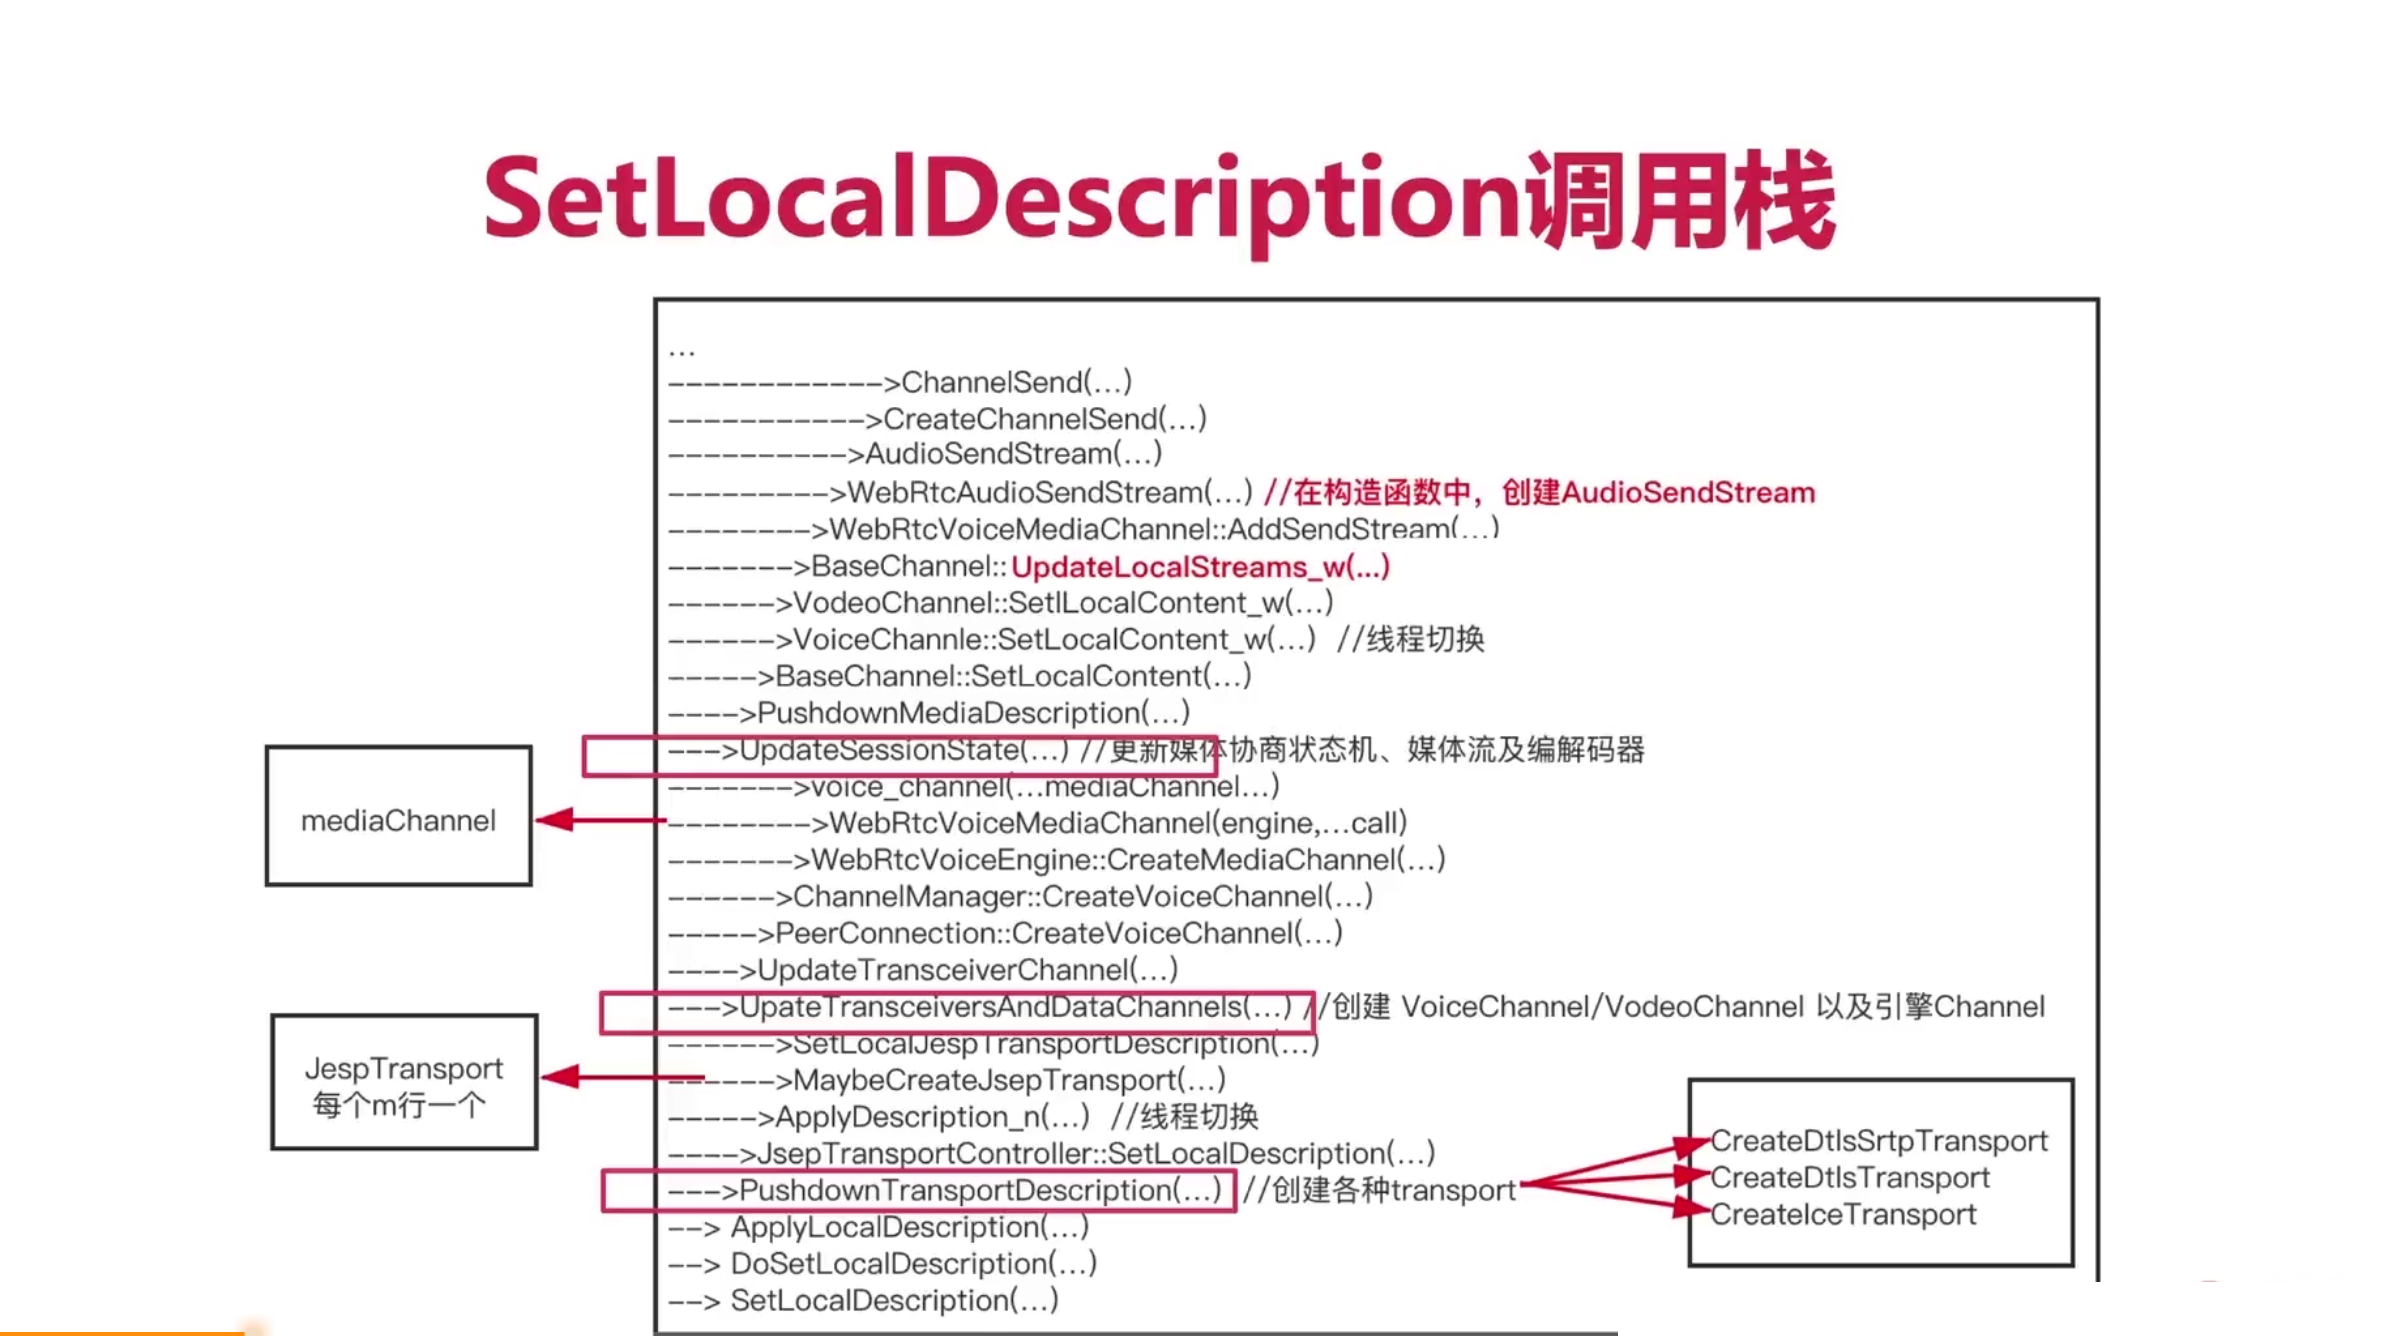 SetLocalDescription调用栈
...
------------>ChannelSend(...)
----------->CreateChannelSend(...)
---------->AudioSendStream(...)
--------->WebRtcAudioSendStream(...) //在构造函数中，创建AudioSendStream
-------->WebRtcVoiceMediaChannel::AddSendStream(...)
------->BaseChannel::UpdateLocalStreams_w(...)
------>VodeoChannel::SetlLocalContent_w(...)
------>VoiceChannle::SetLocalContent_w(...) //线程切换
----->BaseChannel::SetLocalContent(...)
---->PushdownMediaDescription(...)
--->UpdateSessionState(...) //更新媒体协商状态机、媒体流及编解码器
------->voice_channel(...mediaChannel...)
mediaChannel
-------->WebRtcVoiceMediaChannel(engine,...call)
------->WebRtcVoiceEngine::CreateMediaChannel(...)
------>ChannelManager::CreateVoiceChannel(...)
----->PeerConnection::CreateVoiceChannel(...)
---->UpdateTransceiverChannel(...)
--->UpateTransceiversAndDataChannels(...) //创建 VoiceChannel/VodeoChannel 以及引擎Channel
------>SetLocalJespTransportDescription(...)
JespTransport
每个m行一个
------>MaybeCreateJsepTransport(...)
----->ApplyDescription_n(...) //线程切换
---->JsepTransportController::SetLocalDescription(...)
--->PushdownTransportDescription(...) //创建各种transport
CreateDtlsSrtpTransport
CreateDtlsTransport
CreateIceTransport
--> ApplyLocalDescription(...)
--> DoSetLocalDescription(...)
--> SetLocalDescription(...)